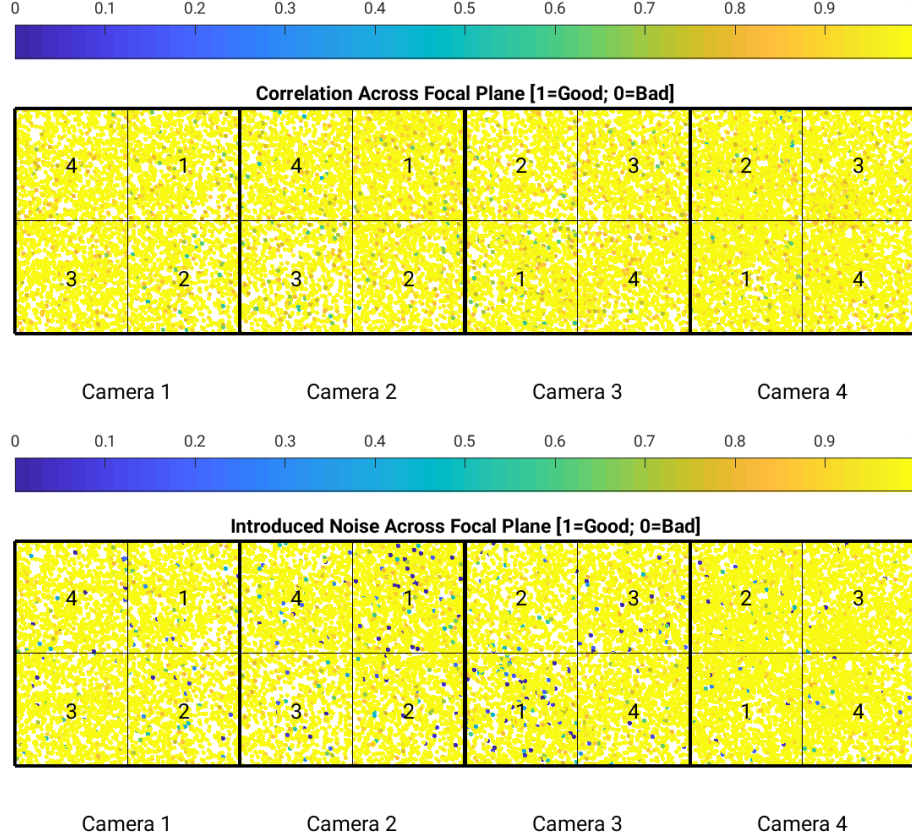 0 0.1 0.2 0.3 0.4 0.5 0.6 0.7 0.8 0.9
Correlation Across Focal Plane [1=Good; 0=Bad]
4 1 4 1 2 3 2 3
3 2 3 2 1 4 1 4
Camera 1 Camera 2 Camera 3 Camera 4
0 0.1 0.2 0.3 0.4 0.5 0.6 0.7 0.8 0.9
Introduced Noise Across Focal Plane [1=Good; 0=Bad]
4 1 4 1 2 3 2 3
3 2 3 2 1 4 1 4
Camera 1 Camera 2 Camera 3 Camera 4